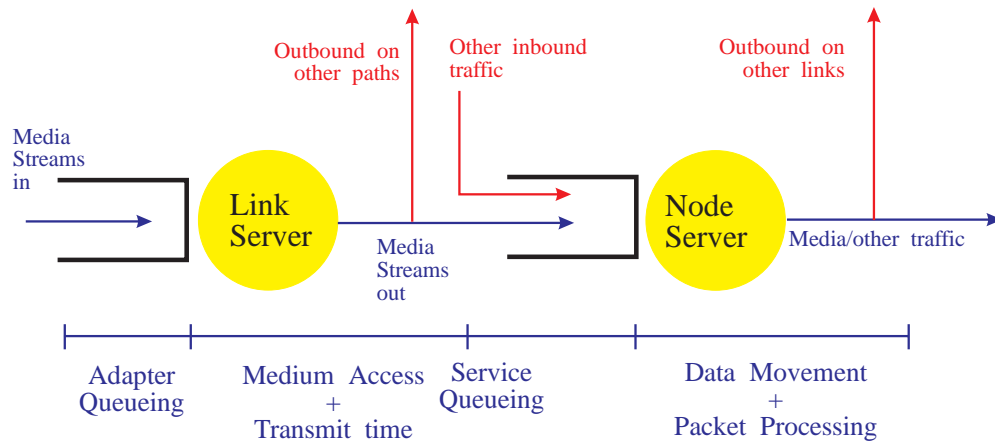 Outbound on
other paths
Other inbound
traffic
Outbound on
other links
Media
Streams
in
Link
Server
Node
Server
Media
Streams
out
Media/other traffic
Adapter
Queueing
Medium Access
+
Transmit time
Service
Queueing
Data Movement
+
Packet Processing